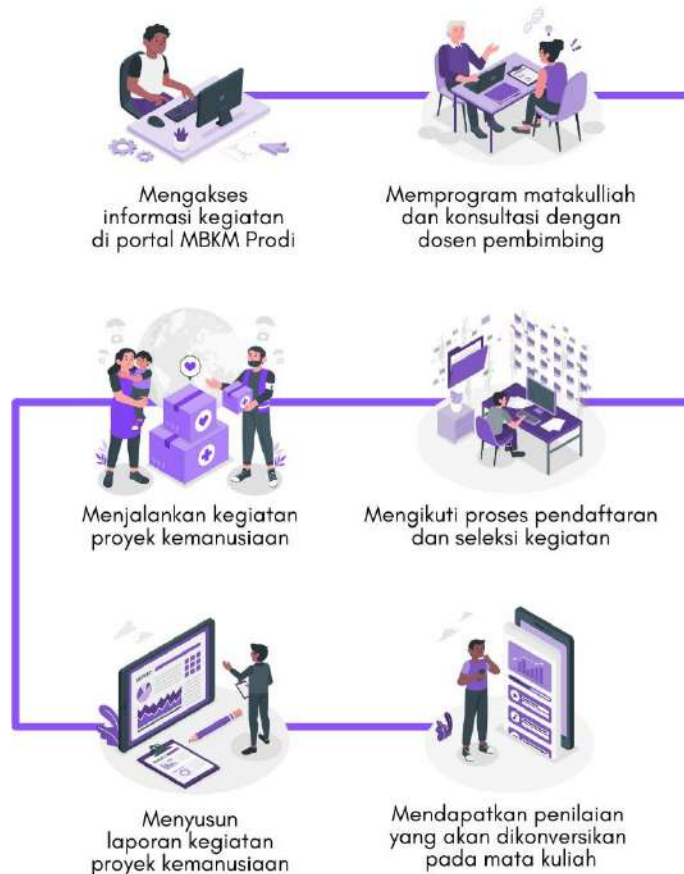 Mengakses
informasi kegiatan
di portal MBKM Prodi
Memprogram matakulliah
dan konsultasi dengan
dosen pembimbing
Menjalankan kegiatan
proyek kemanusiaan
Mengikuti proses pendaftaran
dan seleksi kegiatan
Menyusun
laporan kegiatan
proyek kemanusiaan
Mendapatkan penilaian
yang akan dikonversikan
pada mata kuliah